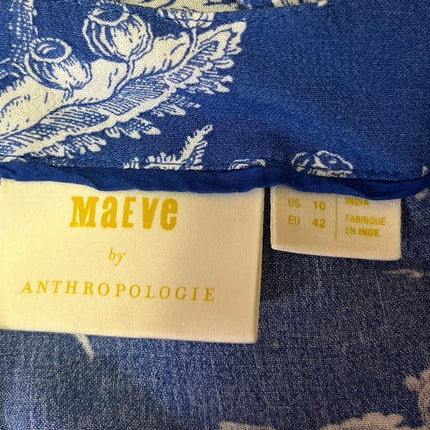 MaEVe
by
ANTHROPOLOGIE
US 10
EU 42
INDIA
FABRIQUÉ
EN INDE